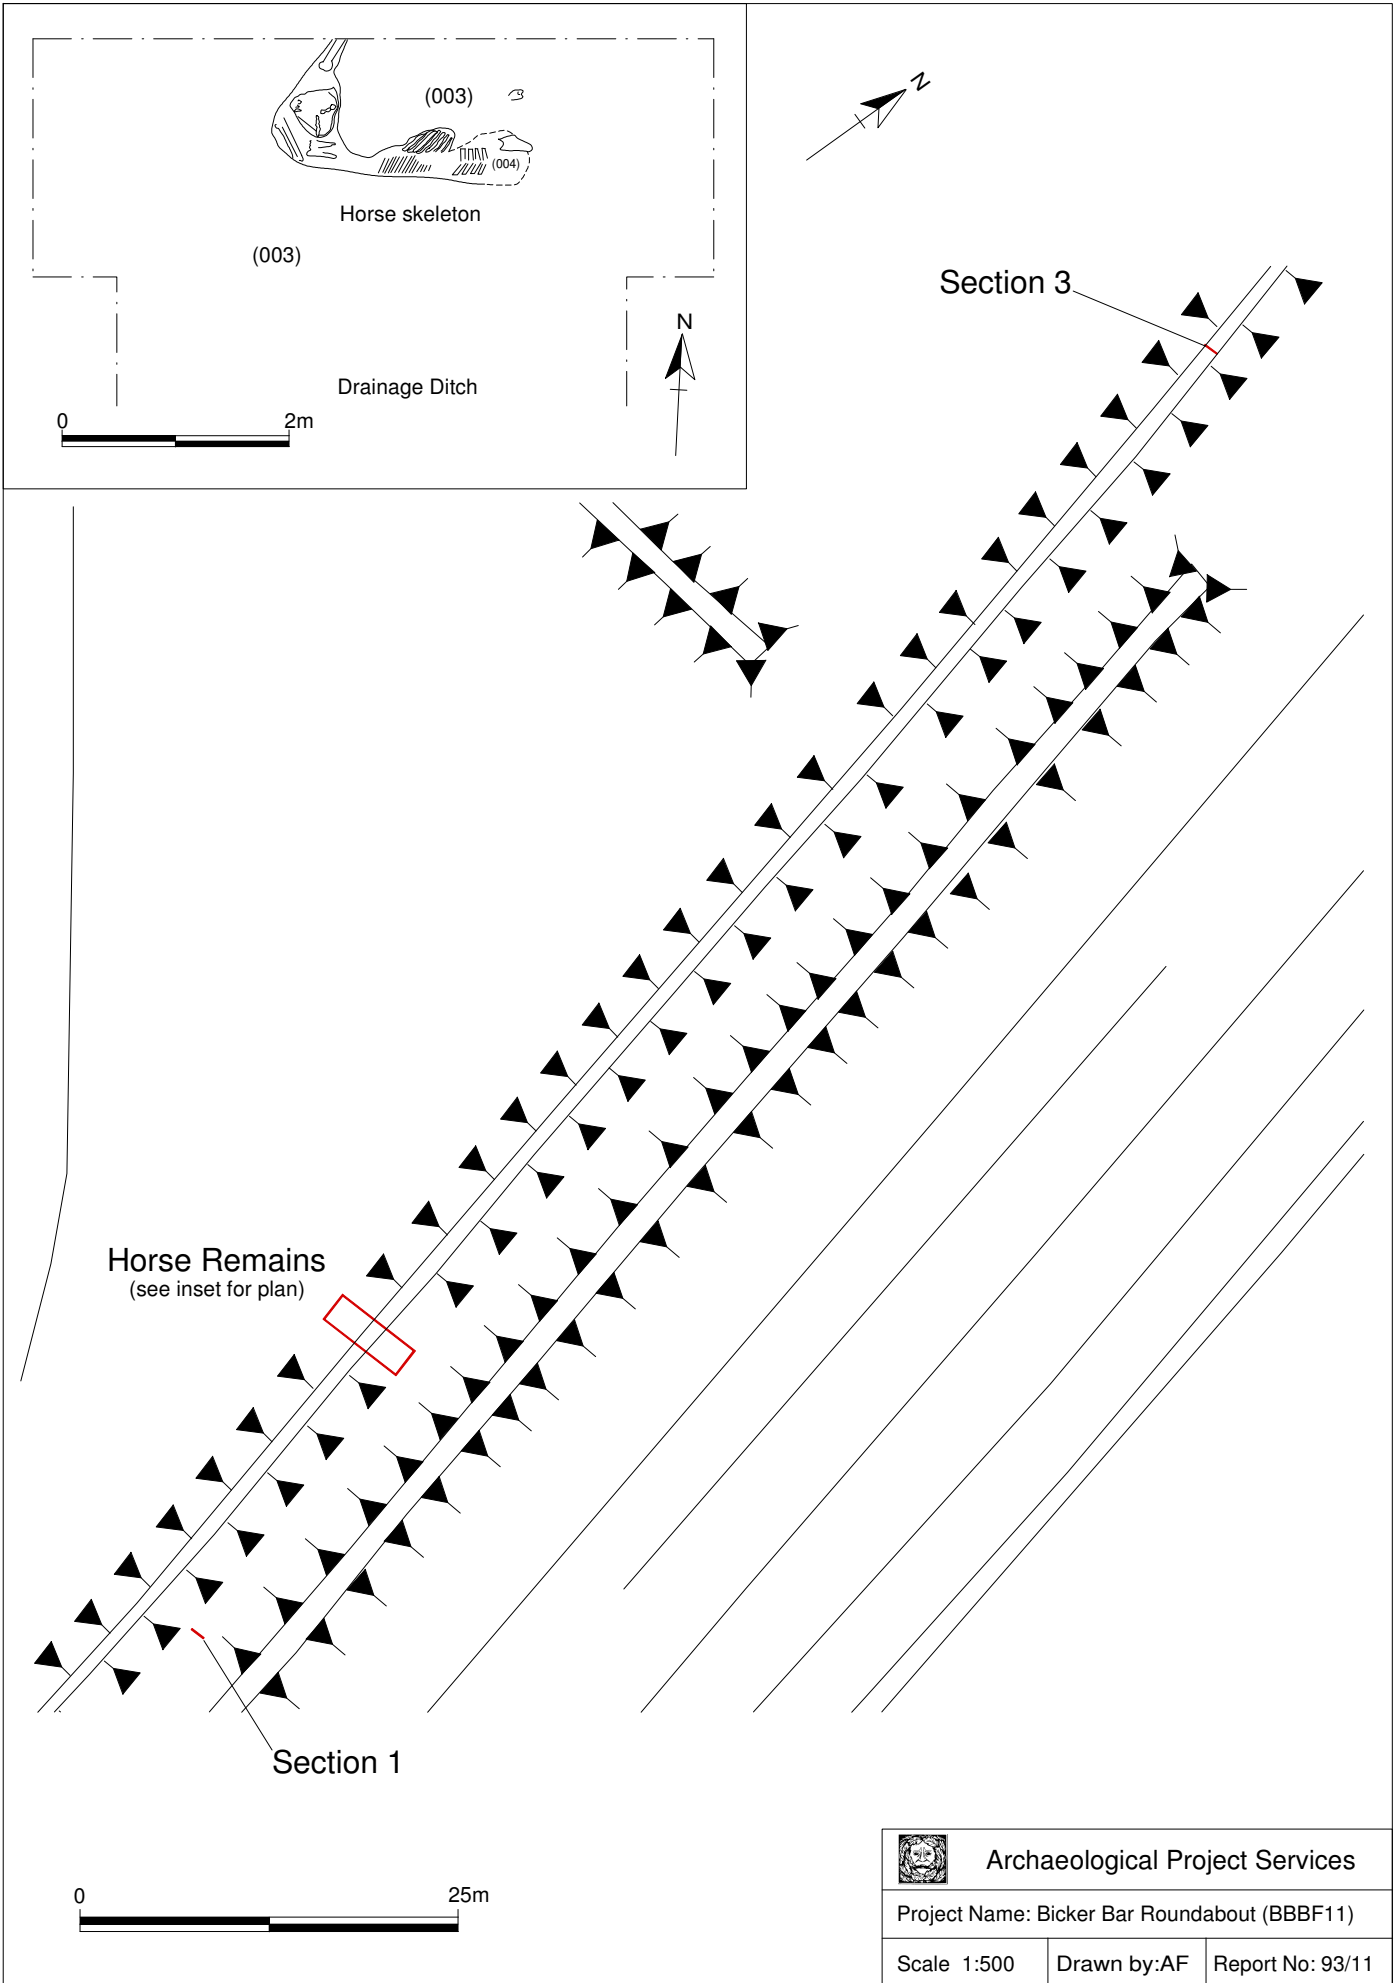 (003)
(004)
Horse skeleton
(003)
N
Drainage Ditch
0 2m
N
Section 3
Horse Remains
(see inset for plan)
Section 1
0 25m
Archaeological Project Services
Project Name: Bicker Bar Roundabout (BBBF11)
Scale 1:500 Drawn by:AF Report No: 93/11